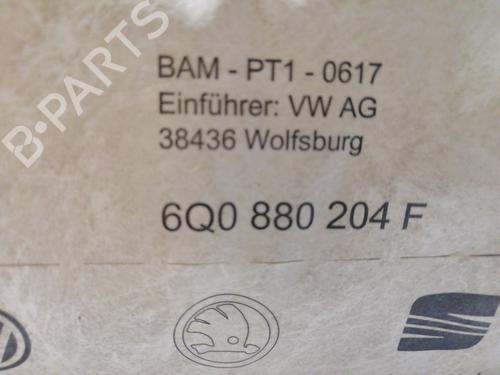 B-PARTS
BAM - PT1 - 0617
Einführer: VW AG
38436 Wolfsburg
6Q0 880 204 F